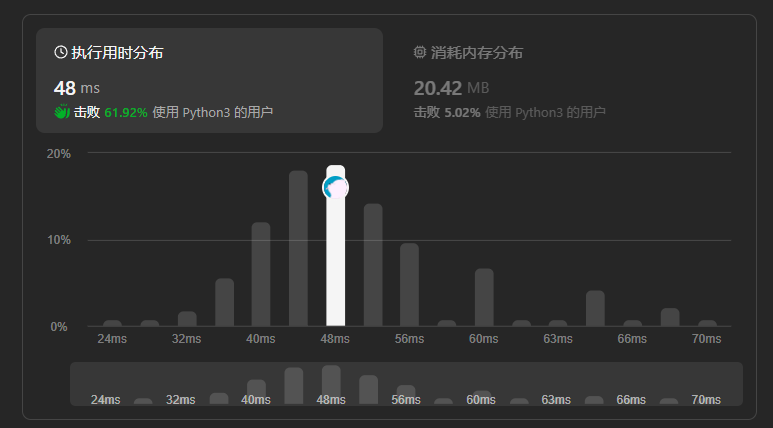 执行用时分布
48 ms
击败 61.92% 使用 Python3 的用户
消耗内存分布
20.42 MB
击败 5.02% 使用 Python3 的用户
20%
10%
0%
24ms 32ms 40ms 48ms 56ms 60ms 63ms 66ms 70ms
24ms 32ms 40ms 48ms 56ms 60ms 63ms 66ms 70ms